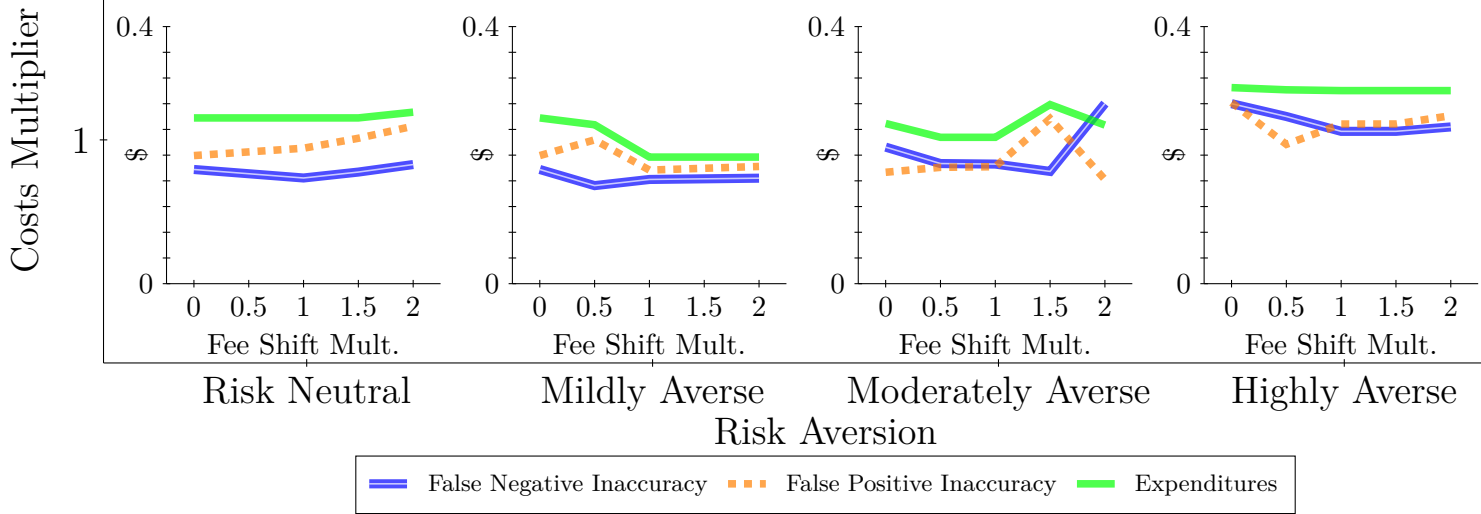 Costs Multiplier
1
0.4
$
0
0 0.5 1 1.5 2
Fee Shift Mult.
Risk Neutral
0.4
$
0
0 0.5 1 1.5 2
Fee Shift Mult.
Mildly Averse
0.4
$
0
0 0.5 1 1.5 2
Fee Shift Mult.
Moderately Averse
0.4
$
0
0 0.5 1 1.5 2
Fee Shift Mult.
Highly Averse
Risk Aversion
False Negative Inaccuracy False Positive Inaccuracy Expenditures